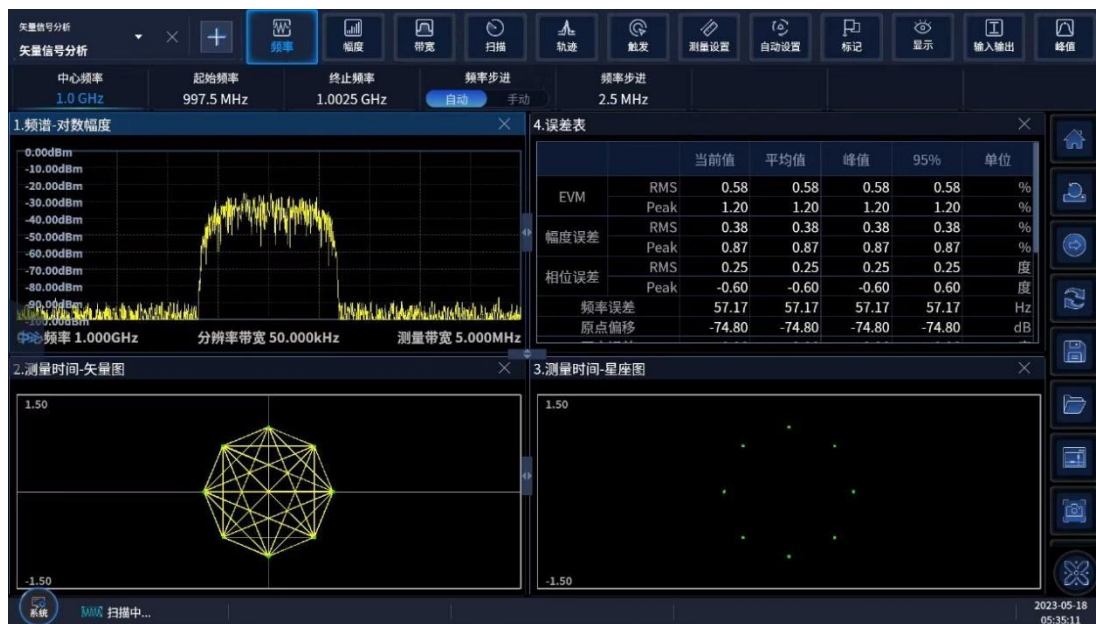 矢量信号分析
矢量信号分析
频率
幅度
带宽
扫描
轨迹
触发
测量设置
自动设置
标记
显示
输入输出
峰值
中心频率 起始频率 终止频率 频率步进 频率步进
1.0 GHz 997.5 MHz 1.0025 GHz 自动 手动 2.5 MHz
1.频谱-对数幅度
0.00dBm
-10.00dBm
-20.00dBm
-30.00dBm
-40.00dBm
-50.00dBm
-60.00dBm
-70.00dBm
-80.00dBm
-90.00dBm
-100.00dBm
中心频率 1.000GHz 分辨率带宽 50.000kHz 测量带宽 5.000MHz
4.误差表
当前值 平均值 峰值 95% 单位
EVM RMS 0.58 0.58 0.58 0.58 %
Peak 1.20 1.20 1.20 1.20 %
幅度误差 RMS 0.38 0.38 0.38 0.38 %
Peak 0.87 0.87 0.87 0.87 %
相位误差 RMS 0.25 0.25 0.25 0.25 度
Peak -0.60 -0.60 -0.60 0.60 度
频率误差 57.17 57.17 57.17 57.17 Hz
原点偏移 -74.80 -74.80 -74.80 -74.80 dB
2.测量时间-矢量图
1.50
-1.50
3.测量时间-星座图
1.50
-1.50
系统
扫描中...
2023-05-18
05:35:11